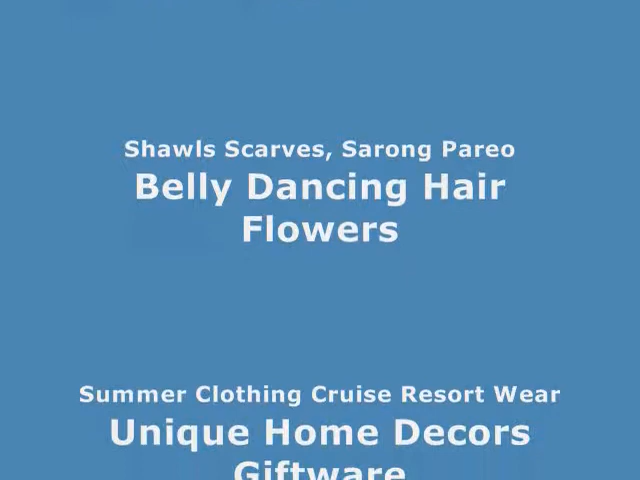 Shawls Scarves, Sarong Pareo
Belly Dancing Hair
Flowers
Summer Clothing Cruise Resort Wear
Unique Home Decors
Giftware